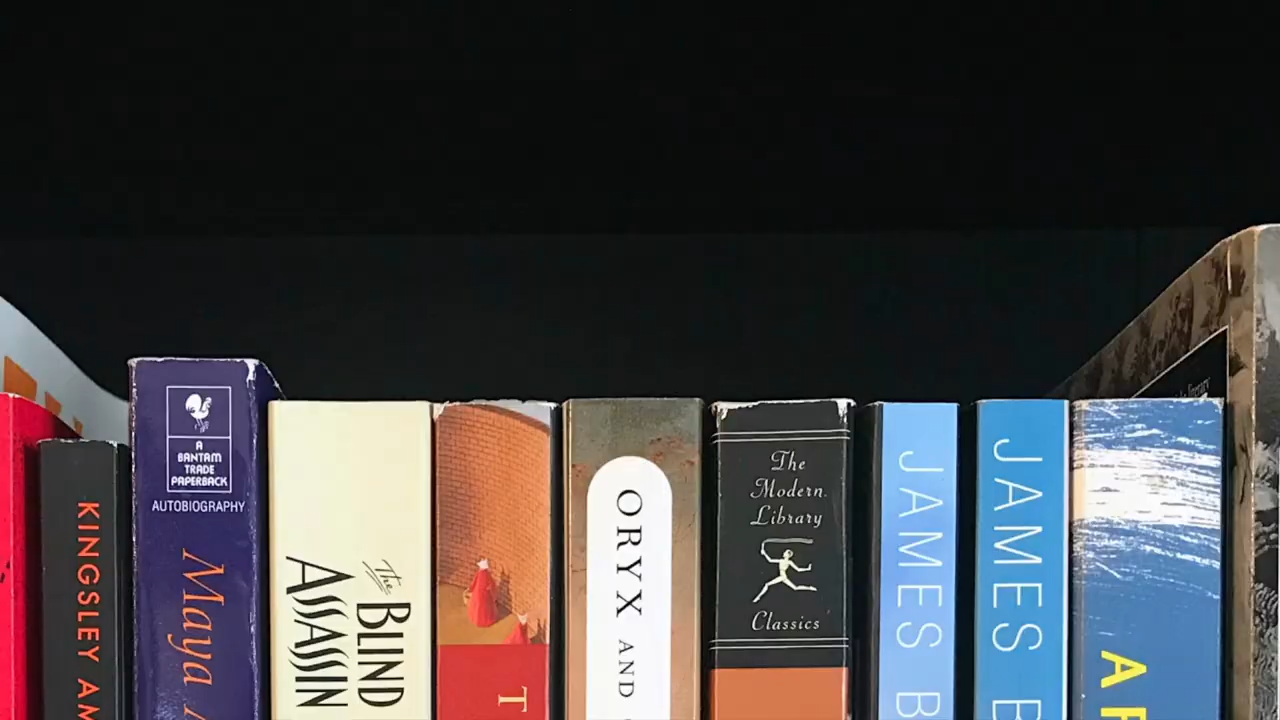 KINGSLEY AM
A
BANTAM
TRADE
PAPERBACK
AUTOBIOGRAPHY
Maya
The BLIND
ASSASSIN
T
ORYX AND
The
Modern
Library
Classics
JAMES B
JAMES B
A F